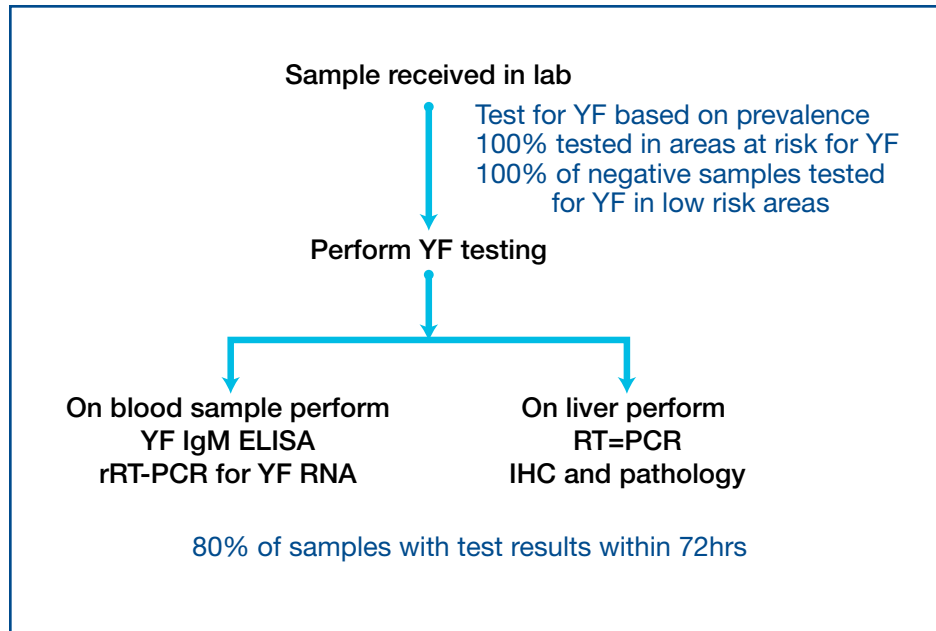 Sample received in lab
Test for YF based on prevalence
100% tested in areas at risk for YF
100% of negative samples tested
for YF in low risk areas
Perform YF testing
On blood sample perform
YF IgM ELISA
rRT-PCR for YF RNA
On liver perform
RT=PCR
IHC and pathology
80% of samples with test results within 72hrs